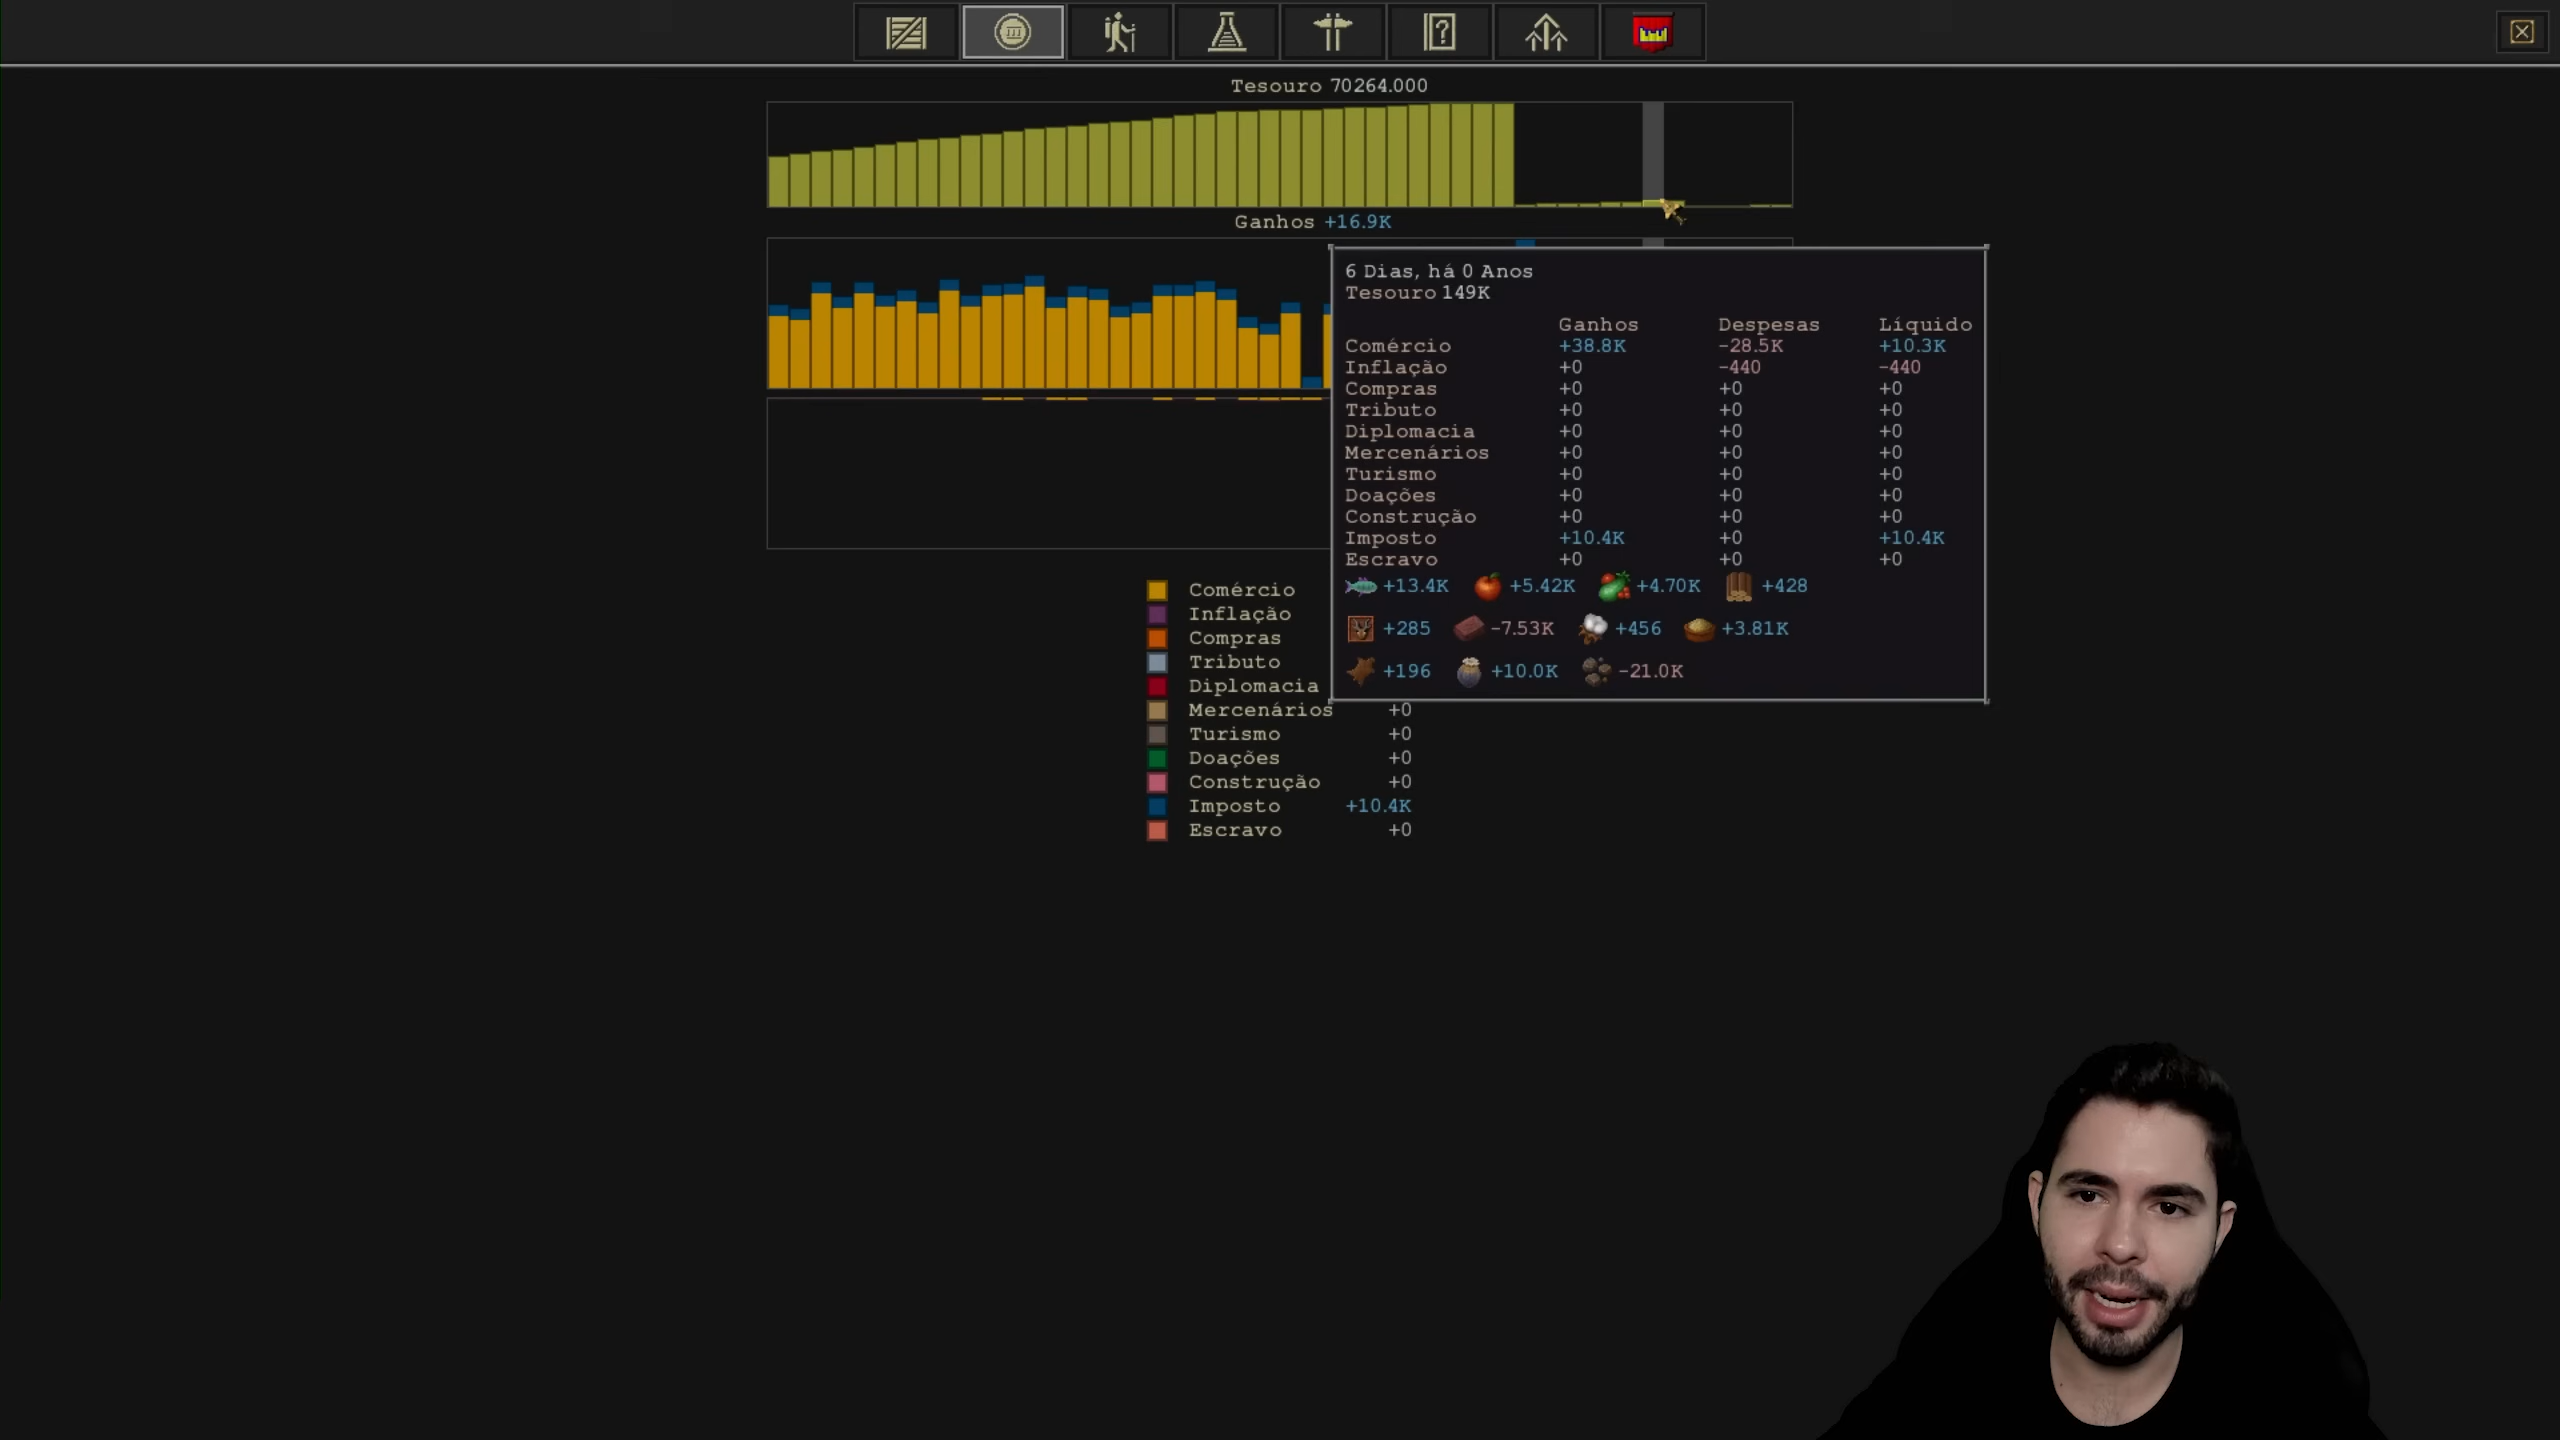 Tesouro 70264.000
Ganhos +16.9K
6 Dias, há 0 Anos
Tesouro 149K
Ganhos Despesas Líquido
Comércio +38.8K -28.5K +10.3K
Inflação +0 -440 -440
Compras +0 +0 +0
Tributo +0 +0 +0
Diplomacia +0 +0 +0
Mercenários +0 +0 +0
Turismo +0 +0 +0
Doações +0 +0 +0
Construção +0 +0 +0
Imposto +10.4K +0 +10.4K
Escravo +0 +0 +0
+13.4K +5.42K +4.70K +428
+285 -7.53K +456 +3.81K
+196 +10.0K -21.0K
Comércio
Inflação
Compras
Tributo
Diplomacia
Mercenários +0
Turismo +0
Doações +0
Construção +0
Imposto +10.4K
Escravo +0